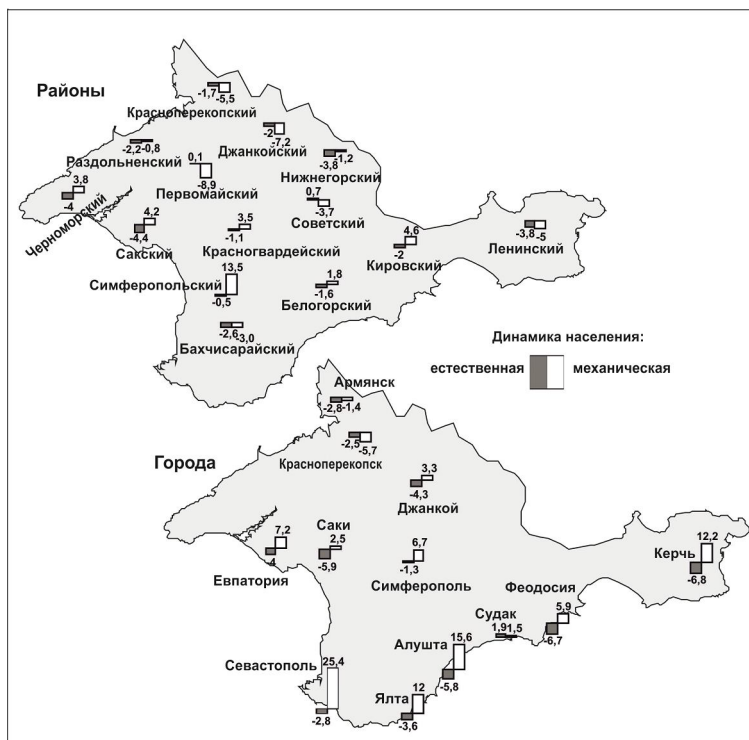 Районы
-1,7
-5,5
Красноперекопский
-2
-7,2
Джанкойский
-2,2 -0,8
Раздольненский
-3,8
-1,2
Нижнегорский
0,1
-8,9
Первомайский
3,8
-4
Черноморский
0,7
-3,7
Советский
4,2
-4,4
Сакский
3,5
-1,1
Красногвардейский
4,6
-2
Кировский
-3,8
-5
Ленинский
13,5
-0,5
Симферопольский
1,8
-1,6
Белогорский
-2,6
-3,0
Бахчисарайский
Динамика населения:
естественная механическая
Города
Армянск
-2,8 -1,4
-2,5
-5,7
Красноперекопск
3,3
-4,3
Джанкой
7,2
-4
Евпатория
Саки
2,5
-5,9
6,7
-1,3
Симферополь
12,2
Керчь
-6,8
Феодосия
5,9
-6,7
Судак
1,9 1,5
Алушта
15,6
-5,8
Севастополь
25,4
-2,8
Ялта
12
-3,6